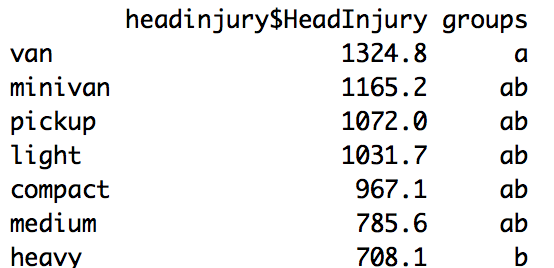 headinjury$HeadInjury groups
van 1324.8 a
minivan 1165.2 ab
pickup 1072.0 ab
light 1031.7 ab
compact 967.1 ab
medium 785.6 ab
heavy 708.1 b